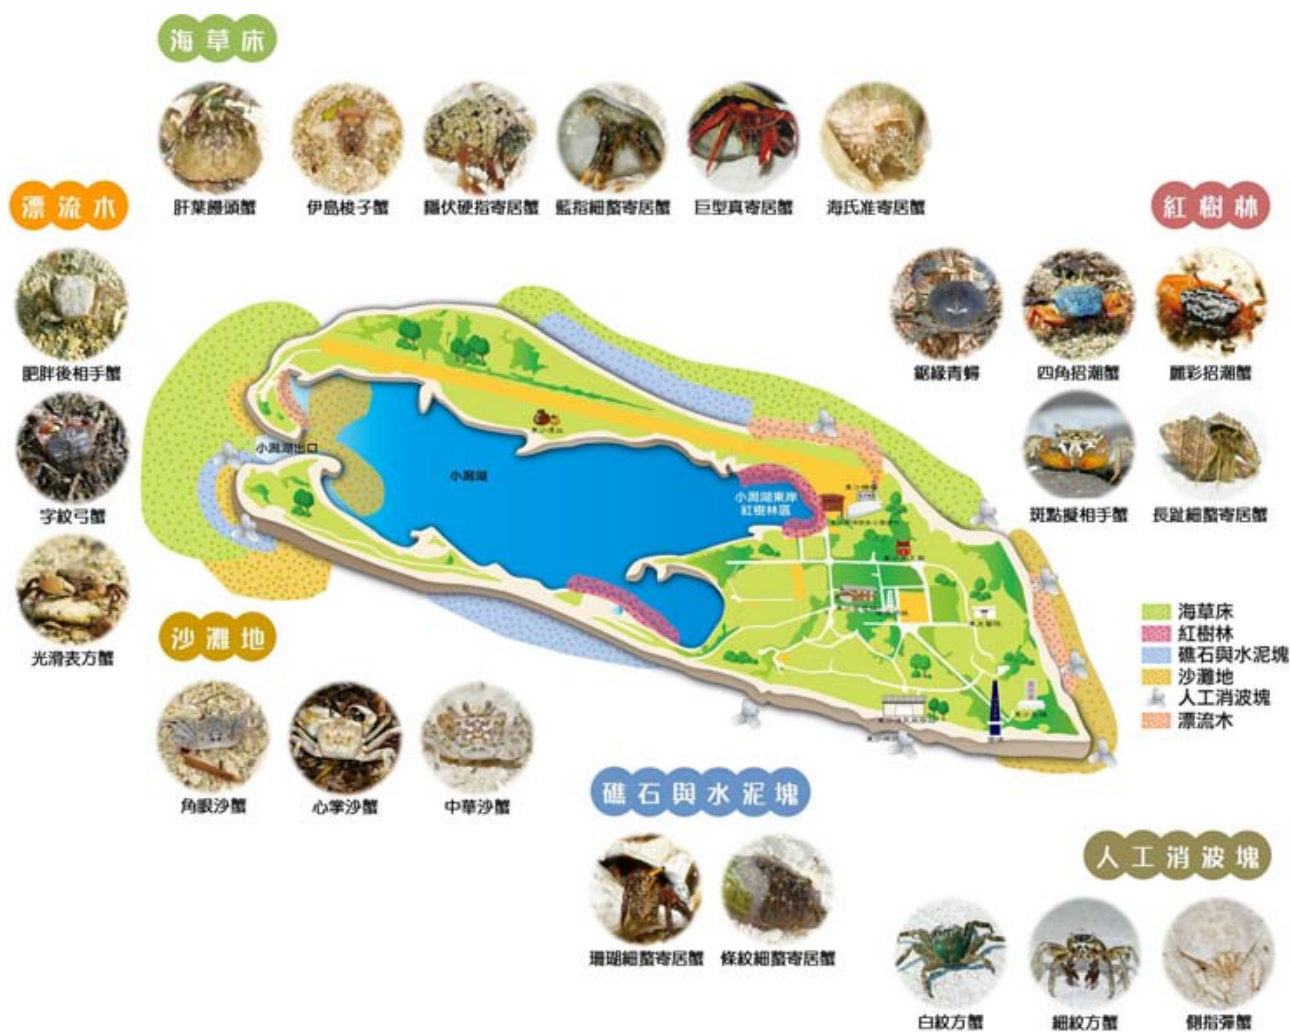 海草床
肝葉饅頭蟹
伊島梭子蟹
隱伏硬指寄居蟹
藍指細螯寄居蟹
巨型真寄居蟹
海氏准寄居蟹
漂流木
肥胖後相手蟹
字紋弓蟹
光滑表方蟹
紅樹林
鋸緣青蟳
四角招潮蟹
麗彩招潮蟹
斑點擬相手蟹
長趾細螯寄居蟹
小潟湖出口
小潟湖
小潟湖東岸
紅樹林區
沙灘地
角眼沙蟹
心掌沙蟹
中華沙蟹
海草床
紅樹林
礁石與水泥塊
沙灘地
人工消波塊
漂流木
礁石與水泥塊
珊瑚細螯寄居蟹
條紋細螯寄居蟹
人工消波塊
白紋方蟹
細紋方蟹
側指彈蟹